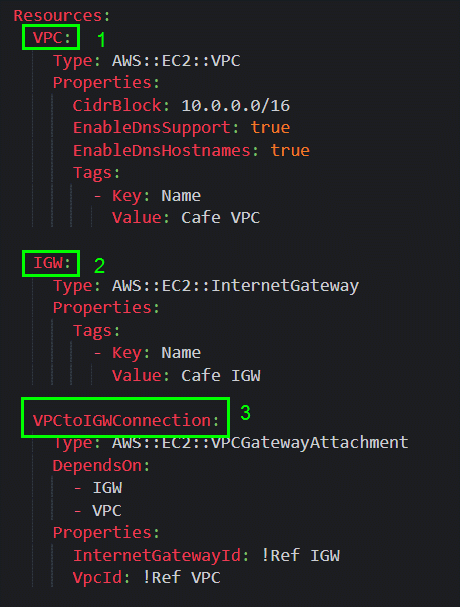 Resources:
VPC: 1
Type: AWS::EC2::VPC
Properties:
CidrBlock: 10.0.0.0/16
EnableDnsSupport: true
EnableDnsHostnames: true
Tags:
- Key: Name
Value: Cafe VPC
IGW: 2
Type: AWS::EC2::InternetGateway
Properties:
Tags:
- Key: Name
Value: Cafe IGW
VPCtoIGWConnection: 3
Type: AWS::EC2::VPCGatewayAttachment
DependsOn:
- IGW
- VPC
Properties:
InternetGatewayId: !Ref IGW
VpcId: !Ref VPC